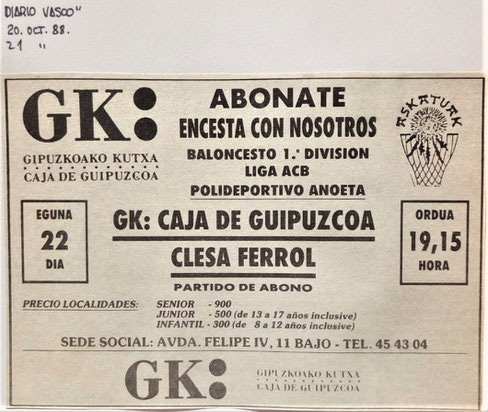 DIARIO VASCO"
20. OCT. 88.
21 "
GK:
GIPUZKOAKO KUTXA
CAJA DE GUIPUZCOA
ABONATE
ENCESTA CON NOSOTROS
BALONCESTO 1.ª DIVISION
LIGA ACB
POLIDEPORTIVO ANOETA
ASKATUAK
EGUNA
22
DIA
GK: CAJA DE GUIPUZCOA
CLESA FERROL
PARTIDO DE ABONO
ORDUA
19,15
HORA
PRECIO LOCALIDADES: SENIOR - 900
JUNIOR - 500 (de 13 a 17 años inclusive)
INFANTIL - 300 (de 8 a 12 años inclusive)
SEDE SOCIAL: AVDA. FELIPE IV, 11 BAJO - TEL. 45 43 04
GK:
GIPUZKOAKO KUTXA
CAJA DE GUIPUZCOA